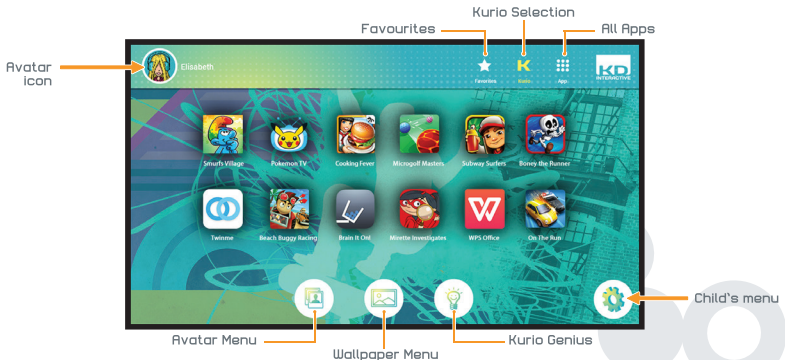 Kurio Selection
Favourites
All Apps
Avatar
icon
Elisabeth
Favorites
Kurio
App
KD
INTERACTIVE
Smurfs Village
Pokemon TV
Cooking Fever
Microgolf Masters
Subway Surfers
Boney the Runner
Twinme
Beach Buggy Racing
Brain It On!
Mirette Investigates
WPS Office
On The Run
Child's menu
Avatar Menu
Kurio Genius
Wallpaper Menu